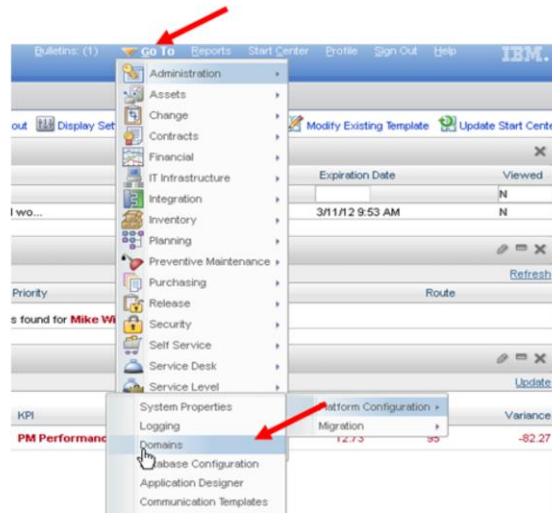 Bulletins: (1) Go To Reports Start Center Profile Sign Out Help IBM.
Administration
Assets
out Display Set Change Modify Existing Template Update Start Cente
Contracts
Financial
IT Infrastructure Expiration Date Viewed
Integration N
l wo... Inventory 3/11/12 9:53 AM N
Planning
Preventive Maintenance Refresh
Purchasing
Priority Release Route
s found for Mike Wi Security
Self Service
Service Desk
Service Level Update
System Properties Platform Configuration
KPI Logging Migration Variance
PM Performanc Domains 12.73 95 -82.27
Database Configuration
Application Designer
Communication Templates